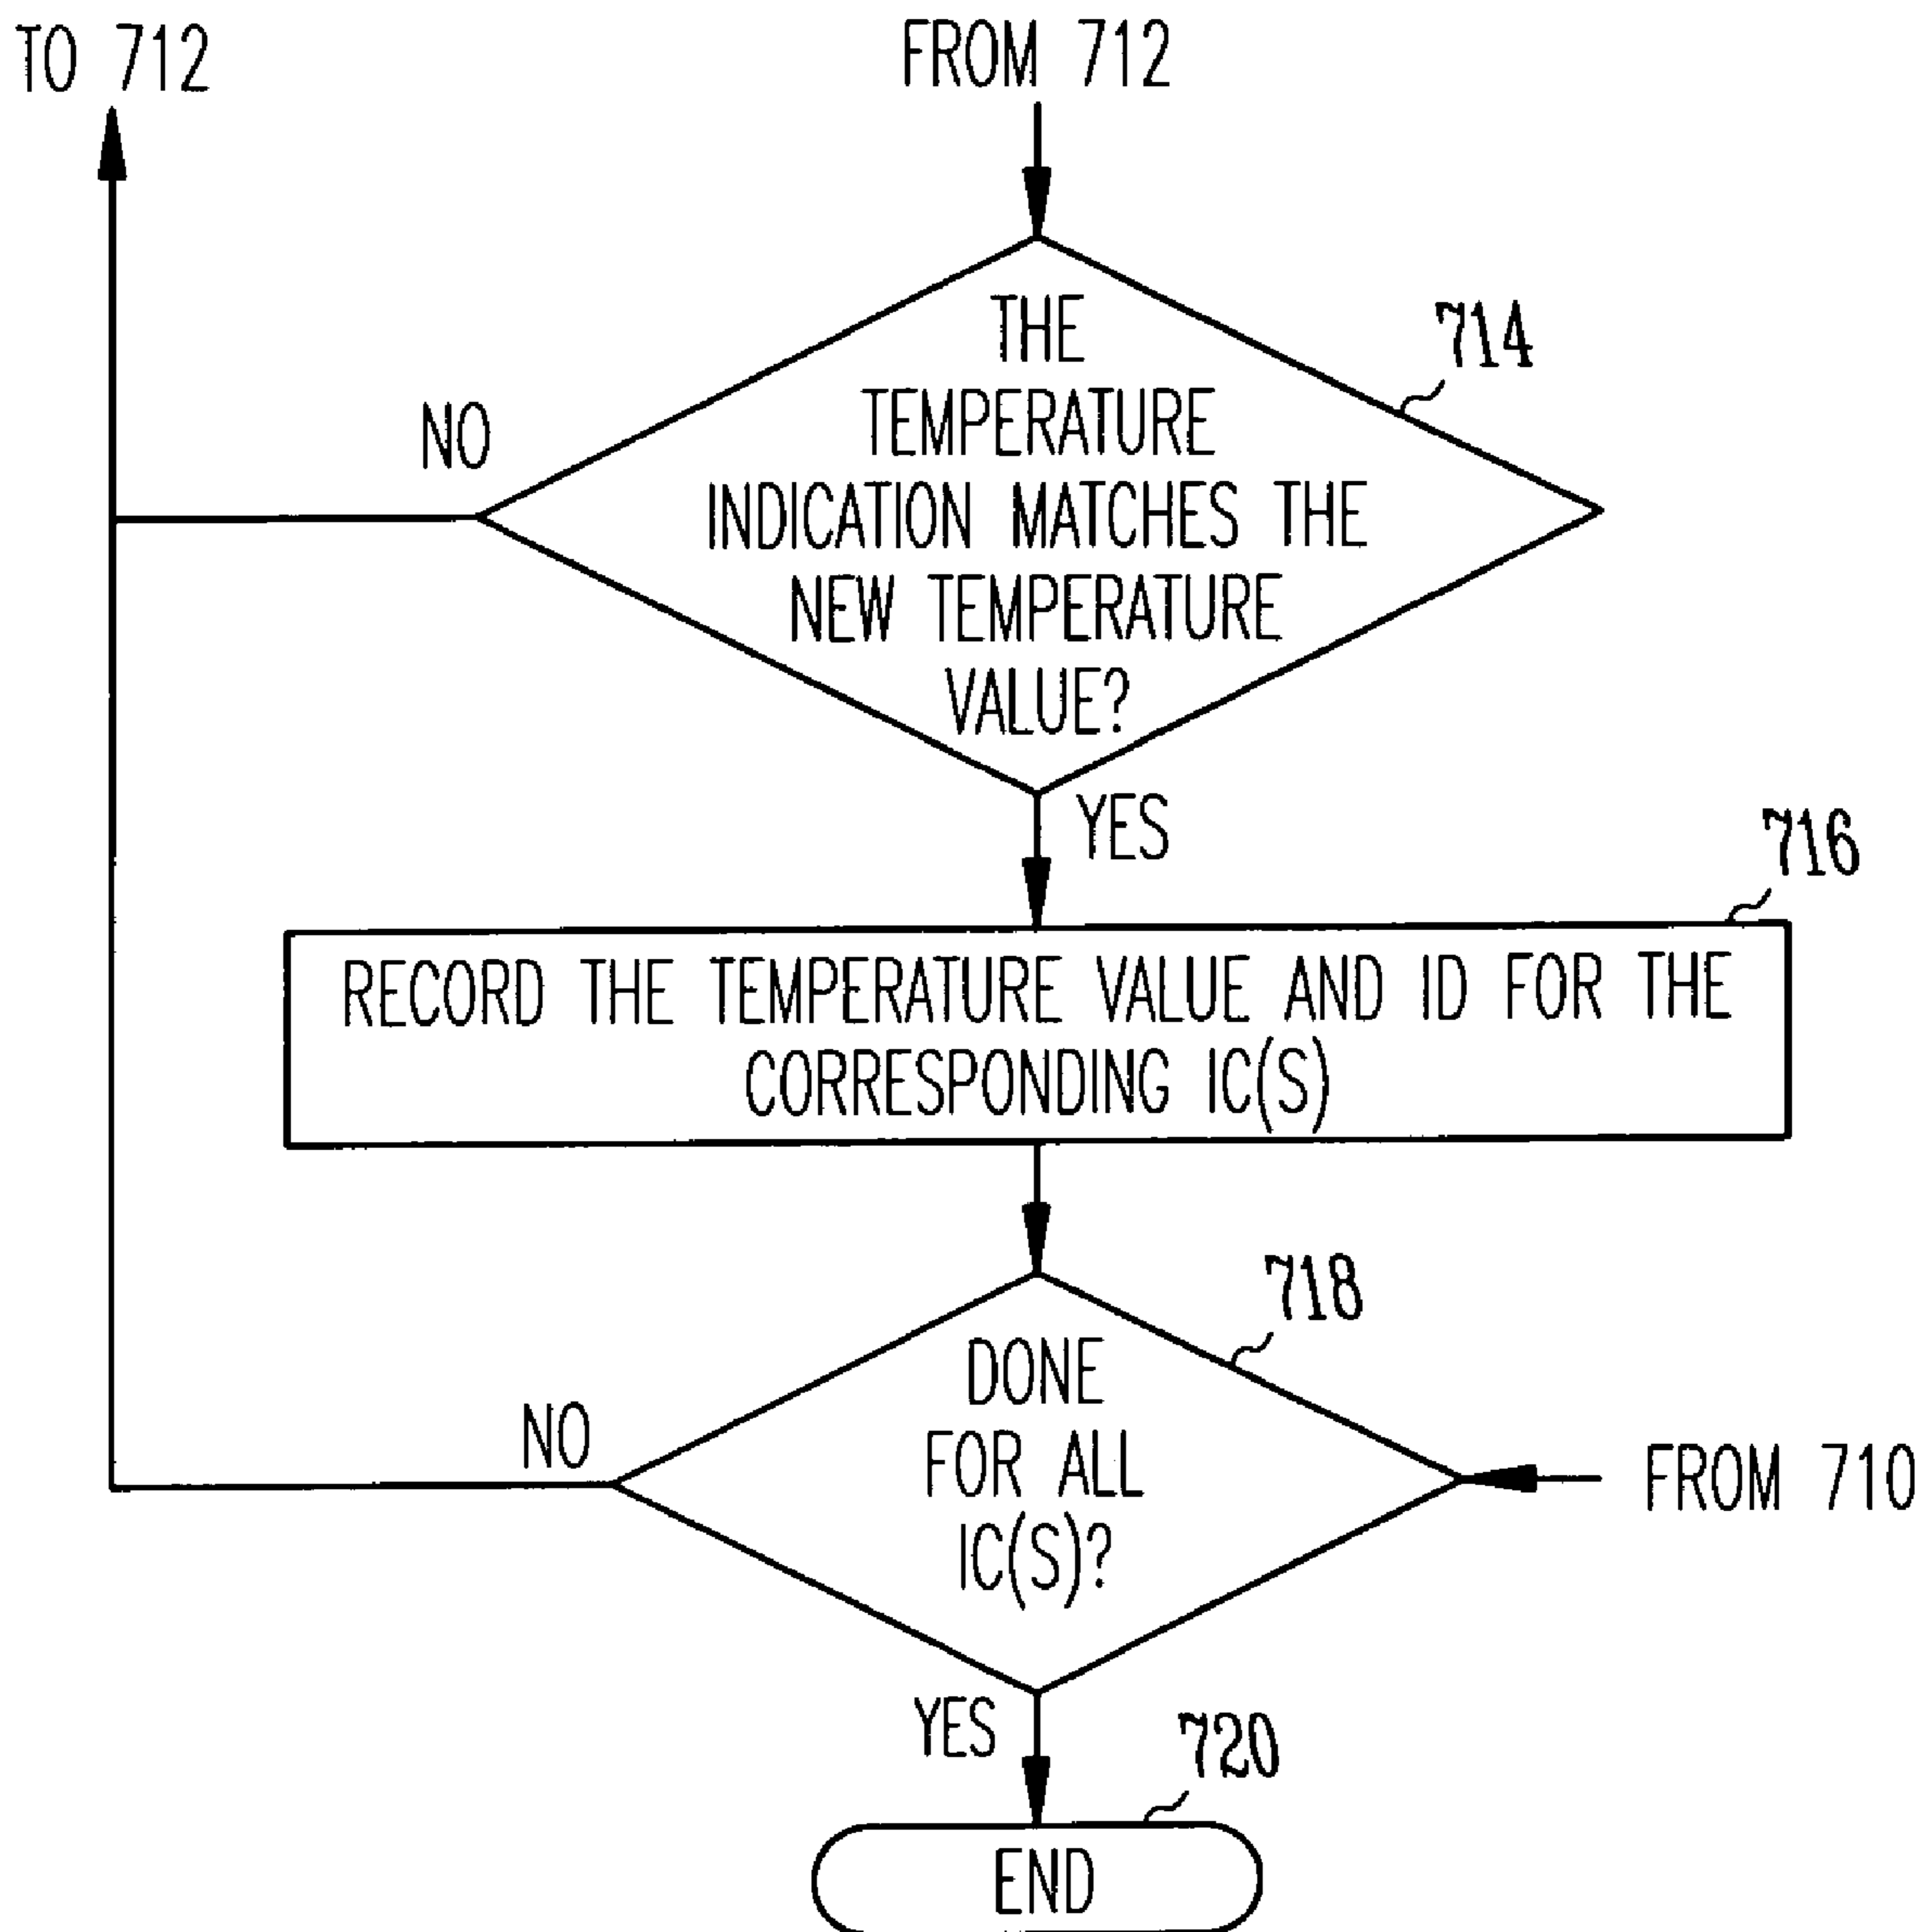 TO 712
FROM 712
THE
TEMPERATURE
INDICATION MATCHES THE
NEW TEMPERATURE
VALUE?
714
NO
YES
716
RECORD THE TEMPERATURE VALUE AND ID FOR THE
CORRESPONDING IC(S)
718
DONE
FOR ALL
IC(S)?
NO
FROM 710
YES
720
END